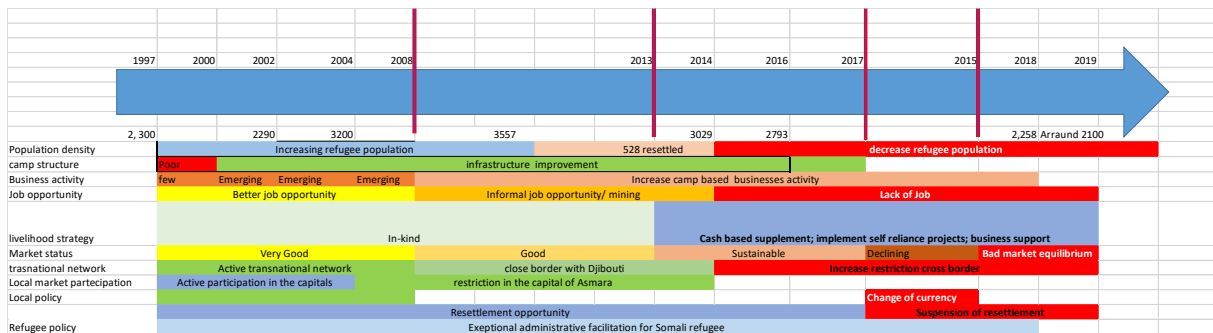 1997 2000 2002 2004 2008 2013 2014 2016 2017 2015 2018 2019
2, 300 2290 3200 3557 3029 2793 2,258 Arraund 2100
Population density Increasing refugee population 528 resettled decrease refugee population
camp structure Poor infrastructure improvement
Business activity few Emerging Emerging Emerging Increase camp based businesses activity
Job opportunity Better job opportunity Informal job opportunity/ mining Lack of Job
livelihood strategy In-kind Cash based supplement; implement self reliance projects; business support
Market status Very Good Good Sustainable Declining Bad market equilibrium
trasnational network Active transnational network close border with Djibouti Increase restriction cross border
Local market partecipation Active participation in the capitals restriction in the capital of Asmara
Local policy Change of currency
Resettlement opportunity Suspension of resettlement
Refugee policy Exeptional administrative facilitation for Somali refugee